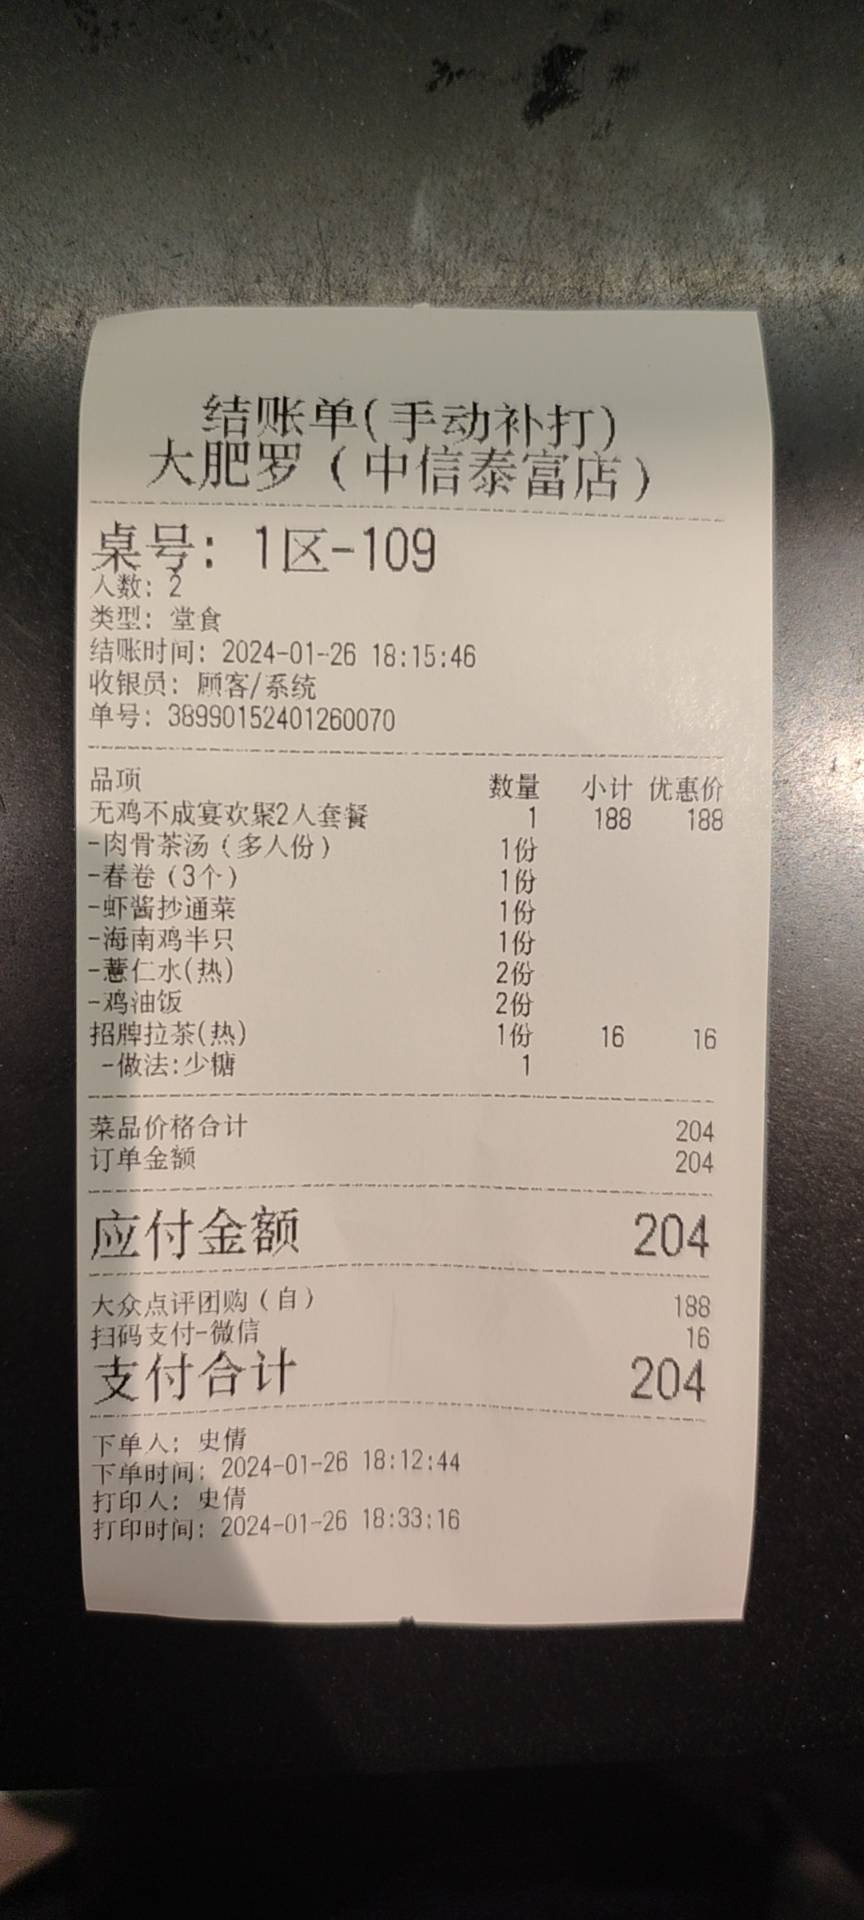 结账单(手动补打)
大肥罗（中信泰富店）
桌号: 1区-109
人数: 2
类型: 堂食
结账时间: 2024-01-26 18:15:46
收银员: 顾客/系统
单号: 38990152401260070
品项 数量 小计 优惠价
无鸡不成宴欢聚2人套餐 1 188 188
-肉骨茶汤（多人份） 1份
-春卷（3个） 1份
-虾酱抄通菜 1份
-海南鸡半只 1份
-薏仁水(热) 2份
-鸡油饭 2份
招牌拉茶(热) 1份 16 16
-做法:少糖 1
菜品价格合计 204
订单金额 204
应付金额 204
大众点评团购（自） 188
扫码支付-微信 16
支付合计 204
下单人: 史倩
下单时间: 2024-01-26 18:12:44
打印人: 史倩
打印时间: 2024-01-26 18:33:16